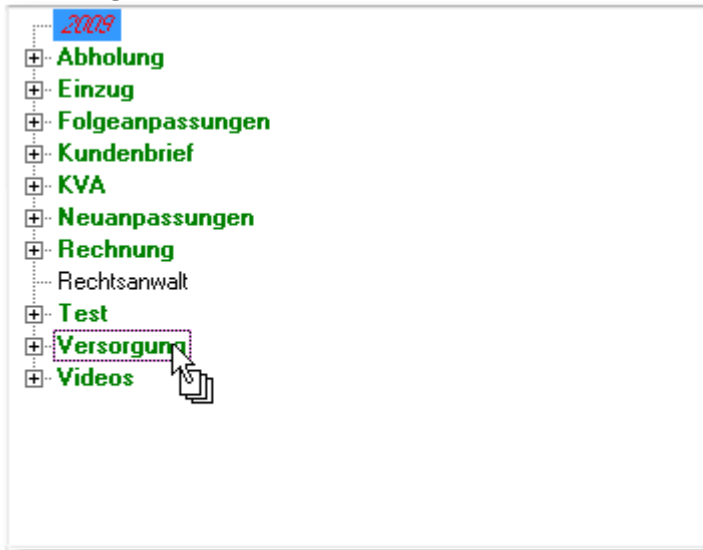 2009
Abholung
Einzug
Folgeanpassungen
Kundenbrief
KVA
Neuanpassungen
Rechnung
Rechtsanwalt
Test
Versorgung
Videos